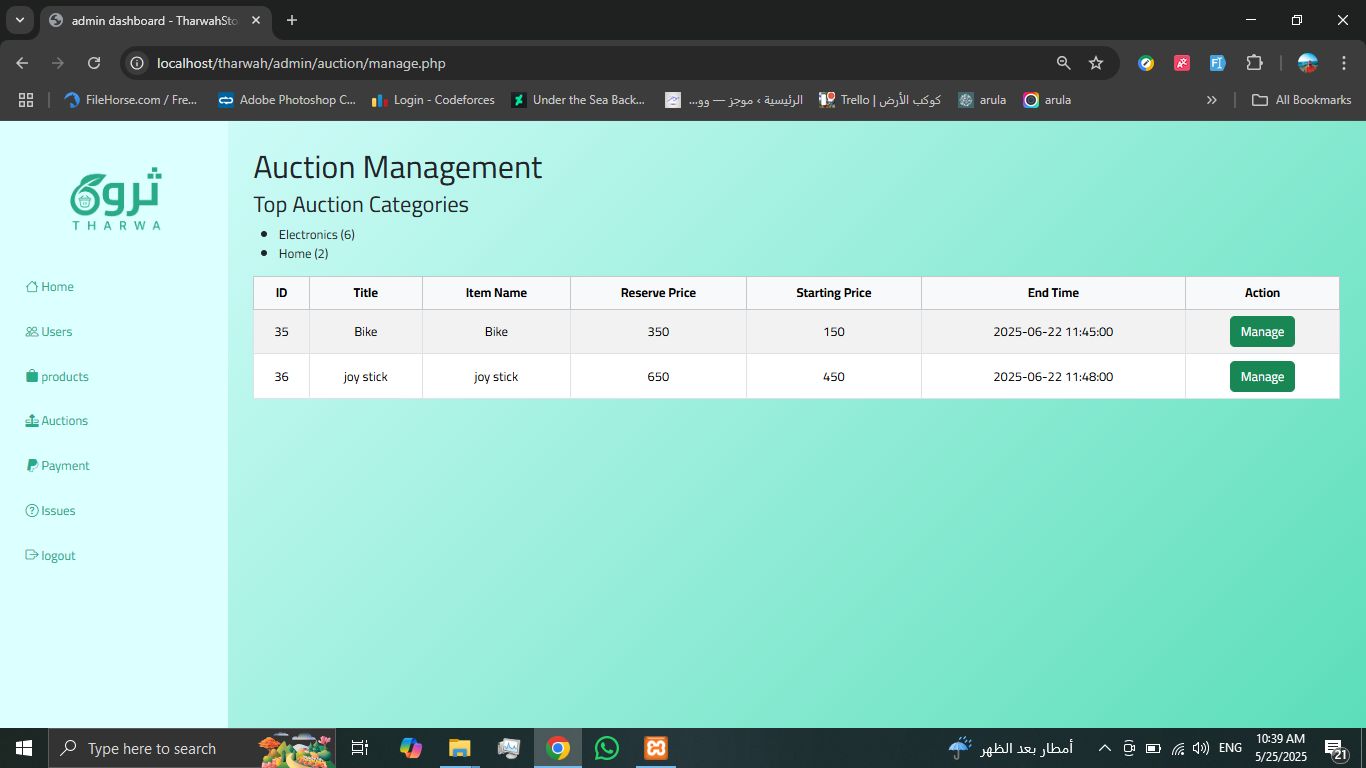 admin dashboard - TharwahSto
localhost/tharwah/admin/auction/manage.php
FileHorse.com / Fre...
Adobe Photoshop C...
Login - Codeforces
Under the Sea Back...
الرئيسية › موجز — وو...
Trello | كوكب الأرض
arula
arula
All Bookmarks
ثروة
THARWA
Home
Users
products
Auctions
Payment
Issues
logout
Auction Management
Top Auction Categories
Electronics (6)
Home (2)
ID Title Item Name Reserve Price Starting Price End Time Action
35 Bike Bike 350 150 2025-06-22 11:45:00 Manage
36 joy stick joy stick 650 450 2025-06-22 11:48:00 Manage
Type here to search
أمطار بعد الظهر
ENG
10:39 AM
5/25/2025
21